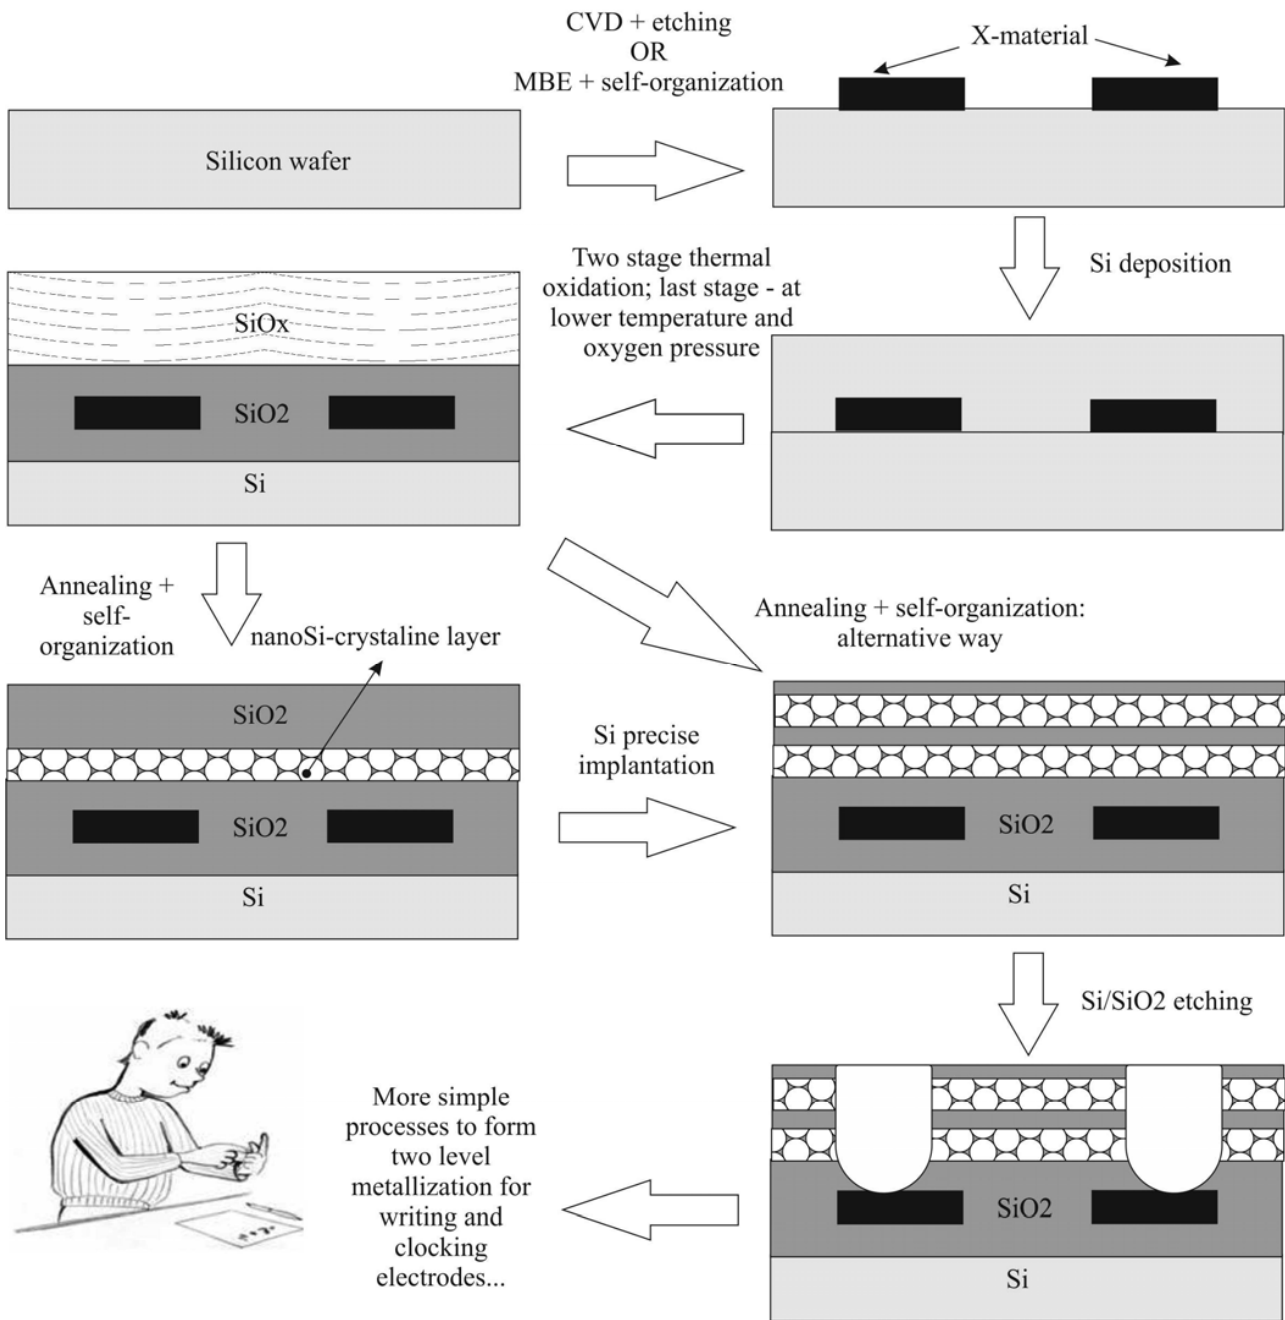 CVD + etching
OR
MBE + self-organization
X-material
Silicon wafer
Si deposition
Two stage thermal
oxidation; last stage - at
lower temperature and
oxygen pressure
SiOx
SiO2
Si
Annealing +
self-
organization
nanoSi-crystaline layer
Annealing + self-organization:
alternative way
SiO2
SiO2
Si
Si precise
implantation
SiO2
Si
Si/SiO2 etching
SiO2
Si
More simple
processes to form
two level
metallization for
writing and
clocking
electrodes...